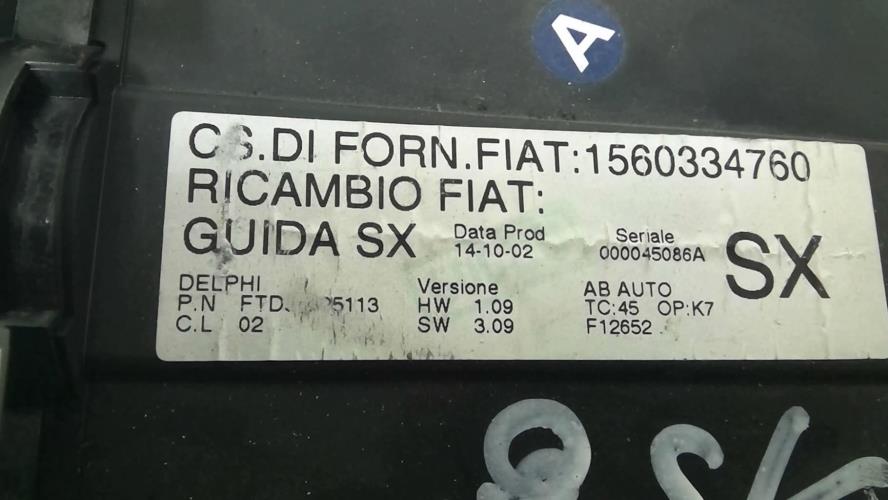 A
CS.DI FORN.FIAT:1560334760
RICAMBIO FIAT:
GUIDA SX
Data Prod
14-10-02
Seriale
000045086A
SX
DELPHI
P.N
C.L 02
Versione
HW 1.09
SW 3.09
AB AUTO
TC:45 OP:K7
F12652